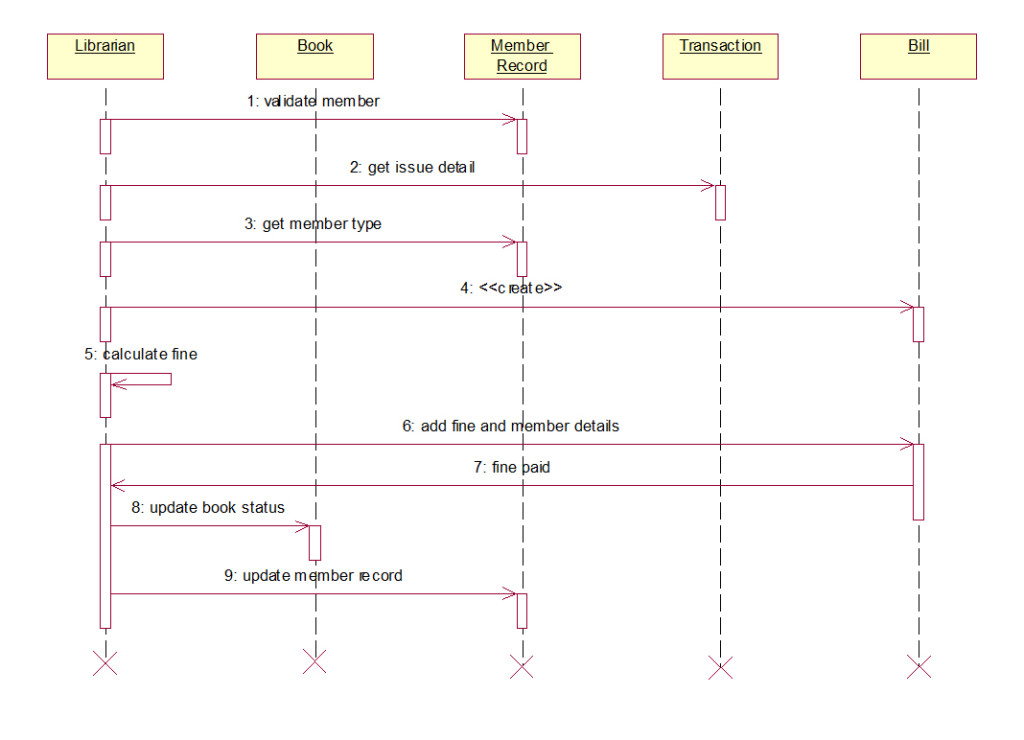 Librarian
Book
Member
Record
Transaction
Bill
1: validate member
2: get issue detail
3: get member type
4: <<create>>
5: calculate fine
6: add fine and member details
7: fine paid
8: update book status
9: update member record